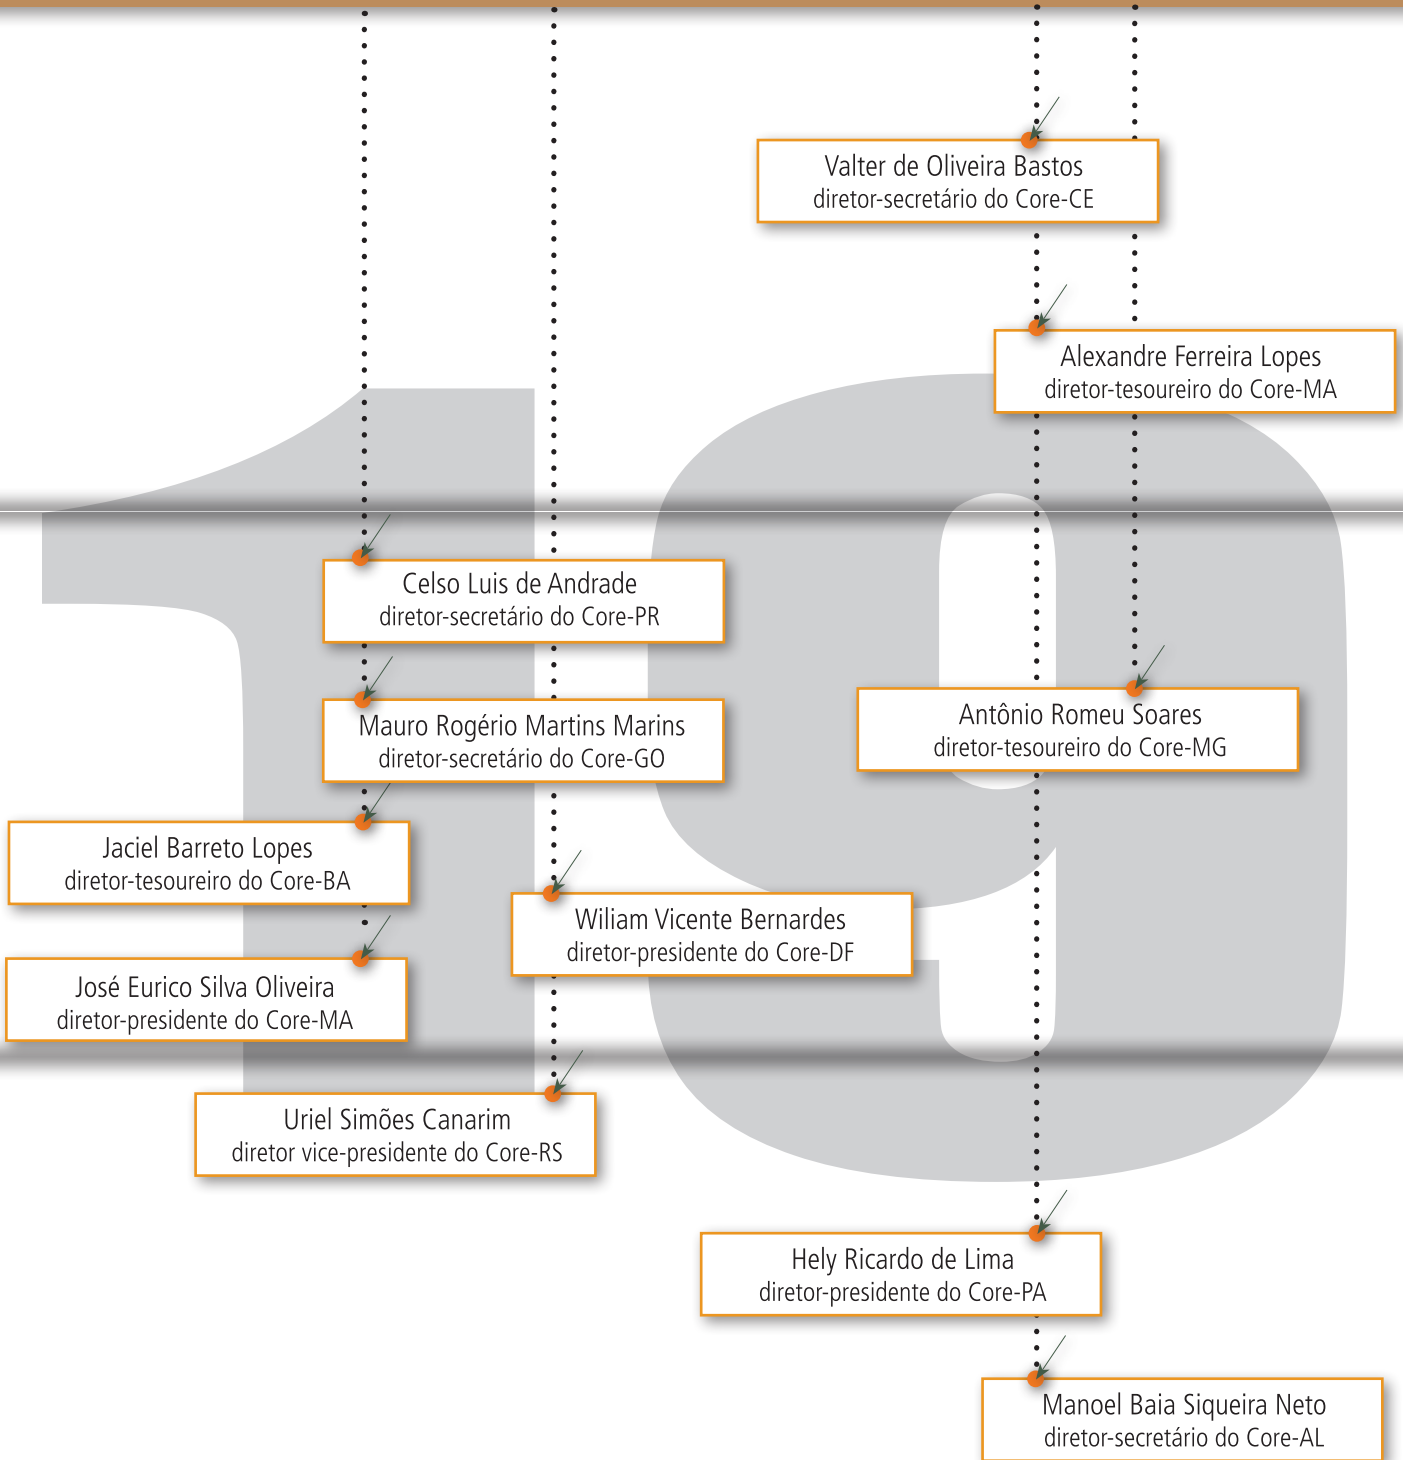 Valter de Oliveira Bastos
diretor-secretário do Core-CE
Alexandre Ferreira Lopes
diretor-tesoureiro do Core-MA
19
Celso Luis de Andrade
diretor-secretário do Core-PR
Mauro Rogério Martins Marins
diretor-secretário do Core-GO
Antônio Romeu Soares
diretor-tesoureiro do Core-MG
Jaciel Barreto Lopes
diretor-tesoureiro do Core-BA
Wiliam Vicente Bernardes
diretor-presidente do Core-DF
José Eurico Silva Oliveira
diretor-presidente do Core-MA
Uriel Simões Canarim
diretor vice-presidente do Core-RS
Hely Ricardo de Lima
diretor-presidente do Core-PA
Manoel Baia Siqueira Neto
diretor-secretário do Core-AL